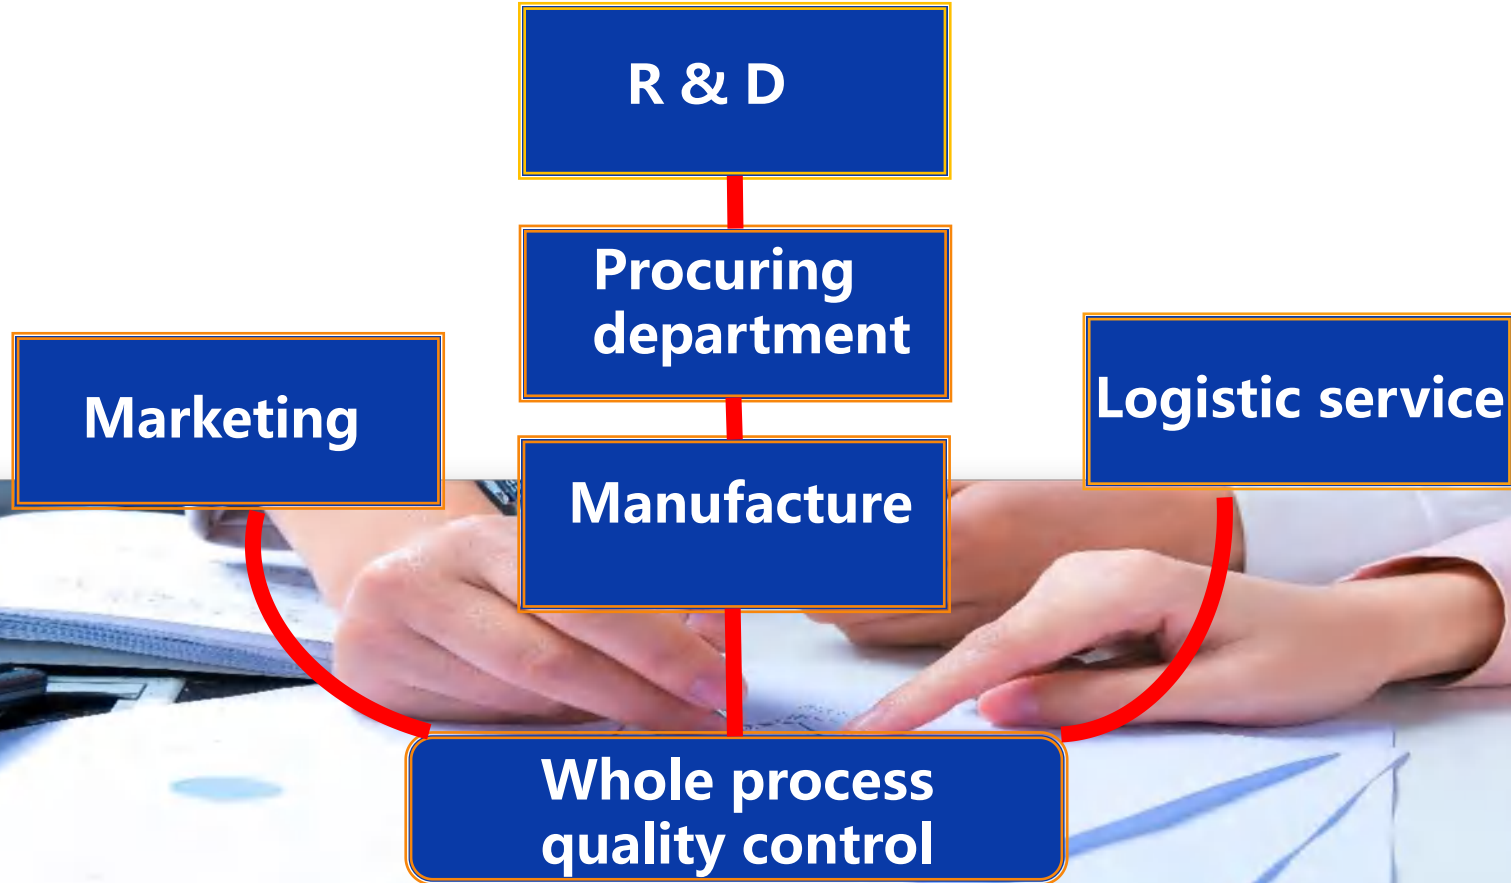 R & D
Procuring
department
Marketing
Logistic service
Manufacture
Whole process
quality control